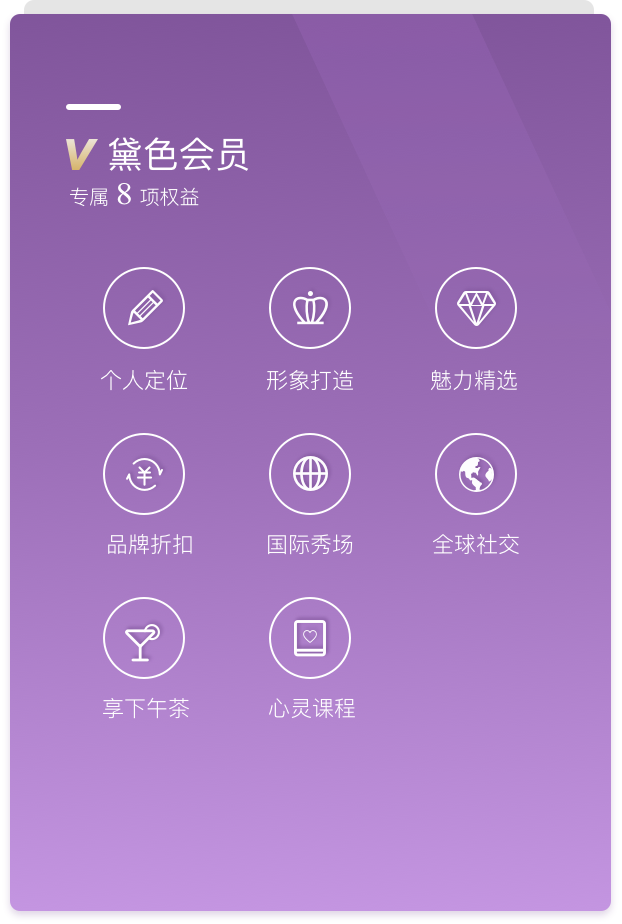 V 黛色会员
专属 8 项权益
个人定位 形象打造 魅力精选
品牌折扣 国际秀场 全球社交
享下午茶 心灵课程